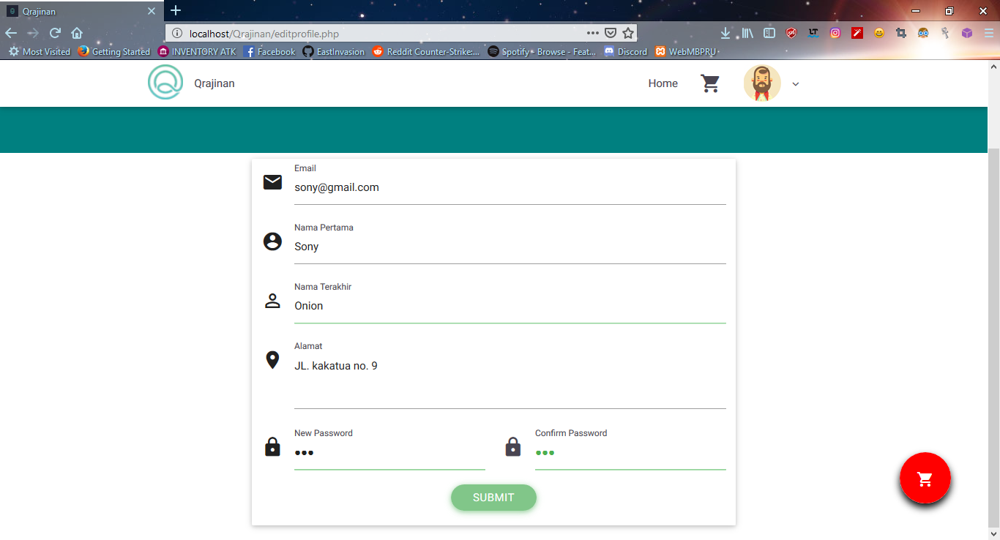 Qrajinan
localhost/Qrajinan/editprofile.php
Most Visited Getting Started INVENTORY ATK Facebook EastInvasion Reddit Counter-Strike:... Spotify - Browse - Feat... Discord WebMBPRU
Qrajinan Home
Email
sony@gmail.com
Nama Pertama
Sony
Nama Terakhir
Onion
Alamat
JL. kakatua no. 9
New Password Confirm Password
••• •••
SUBMIT